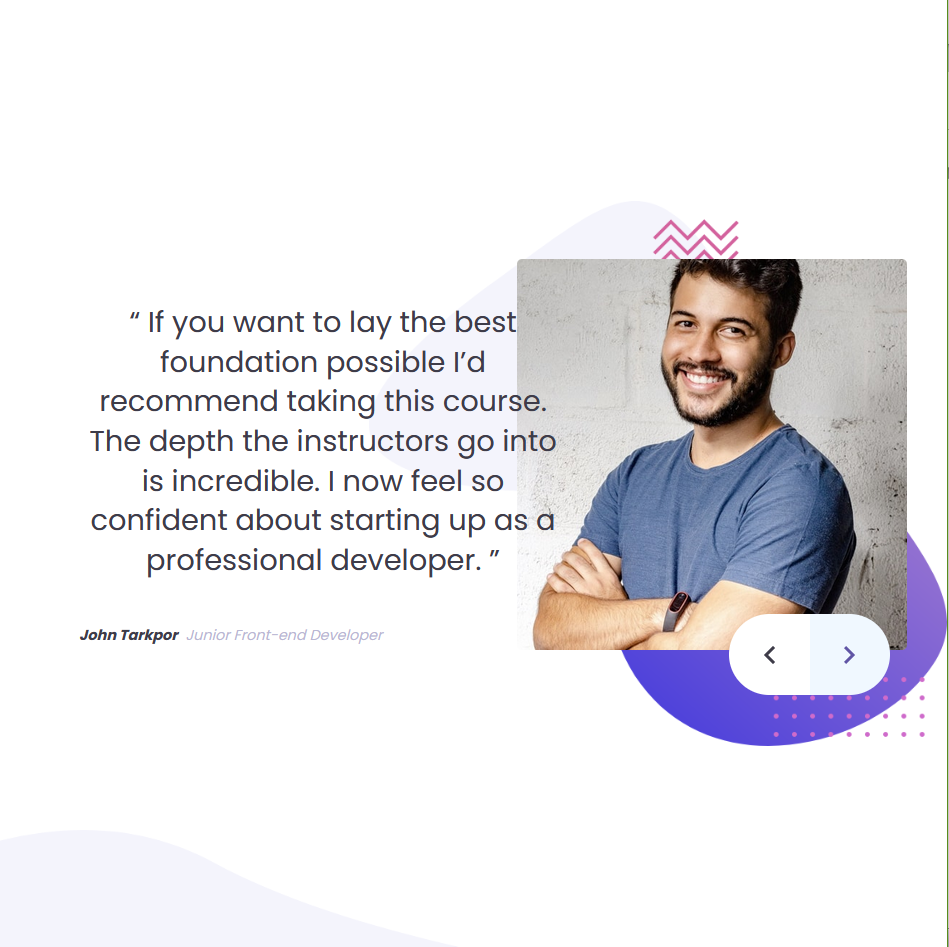 “ If you want to lay the best
foundation possible I’d
recommend taking this course.
The depth the instructors go into
is incredible. I now feel so
confident about starting up as a
professional developer. ”
John Tarkpor Junior Front-end Developer